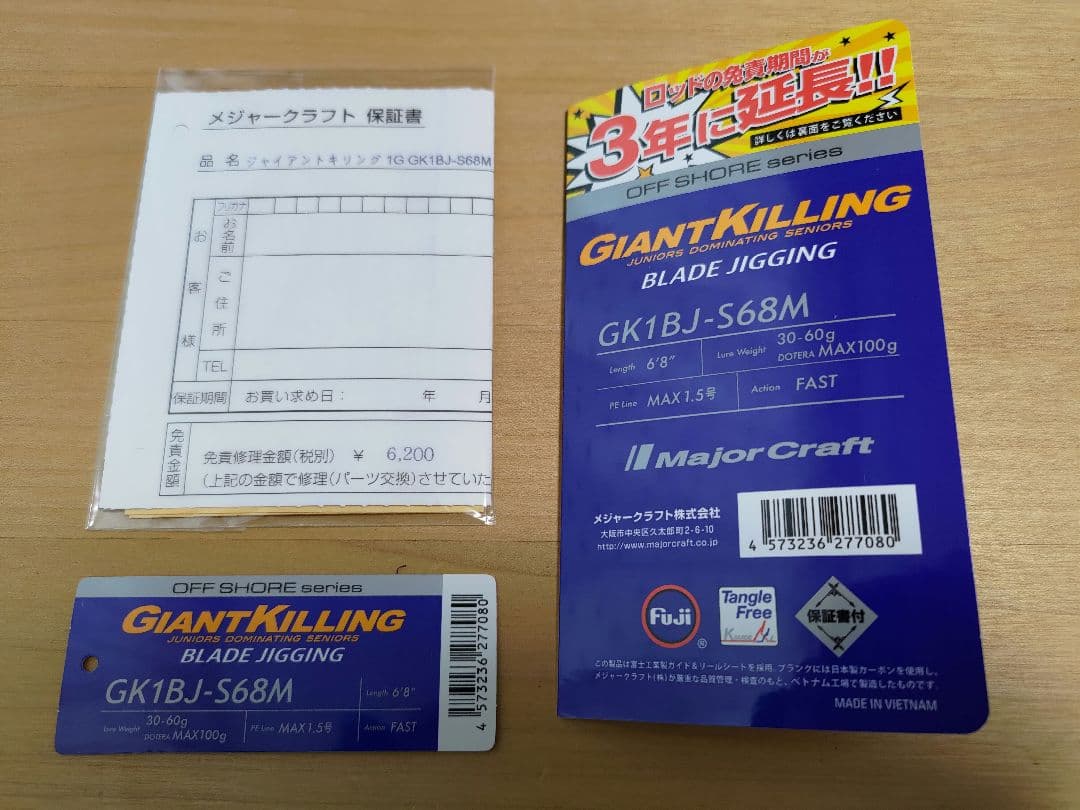 メジャークラフト 保証書
品 名 ジャイアントキリング 1G GK1BJ-S68M
フリガナ
お客様
お名前
ご住所
TEL
保証期間 お買い求め日： 年 月
免責金額
免責修理金額(税別) ¥ 6,200
(上記の金額で修理(パーツ交換)させていた
OFF SHORE series
GIANT KILLING
JUNIORS DOMINATING SENIORS
BLADE JIGGING
GK1BJ-S68M
Length 6'8"
Lure Weight 30-60g
DOTERA MAX100g
PE Line MAX1.5号
Action FAST
4 573236 277080
ロッドの免責期間が
3年に延長!!
詳しくは裏面をご覧ください
OFF SHORE series
GIANT KILLING
JUNIORS DOMINATING SENIORS
BLADE JIGGING
GK1BJ-S68M
Length 6'8"
Lure Weight 30-60g
DOTERA MAX100g
PE Line MAX1.5号
Action FAST
Major Craft
メジャークラフト株式会社
大阪市中央区久太郎町2-6-10
http://www.majorcraft.co.jp
4 573236 277080
Fuji
®
Tangle
Free
保証書付
この製品は富士工業製ガイド＆リールシートを採用。ブランクには日本製カーボンを使用し、
メジャークラフト(株)が厳重な品質管理・検査のもと、ベトナム工場で製造したものです。
MADE IN VIETNAM